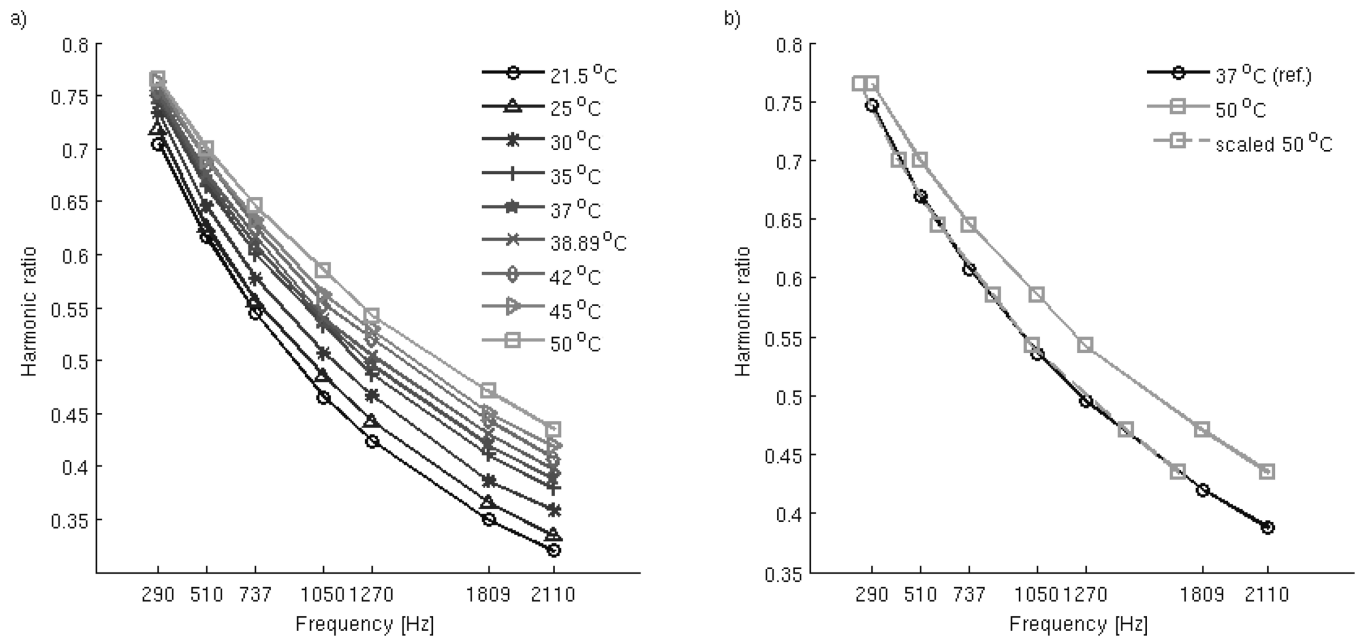 a)
0.8
0.75
0.7
0.65
0.6
0.55
0.5
0.45
0.4
0.35
Harmonic ratio
290 510 737 1050 1270 1809 2110
Frequency [Hz]
21.5 °C
25 °C
30 °C
35 °C
37 °C
38.89 °C
42 °C
45 °C
50 °C
b)
0.8
0.75
0.7
0.65
0.6
0.55
0.5
0.45
0.4
0.35
Harmonic ratio
290 510 737 1050 1270 1809 2110
Frequency [Hz]
37 °C (ref.)
50 °C
scaled 50 °C